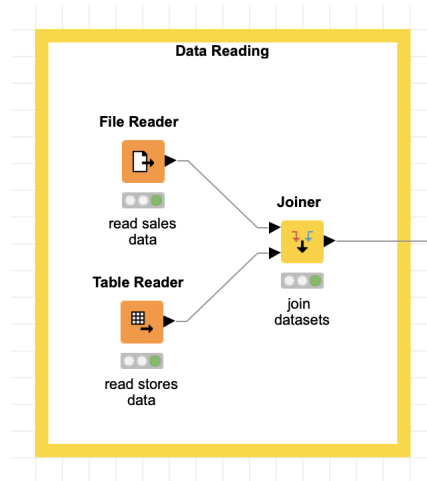 Data Reading
File Reader
read sales
data
Joiner
join
datasets
Table Reader
read stores
data